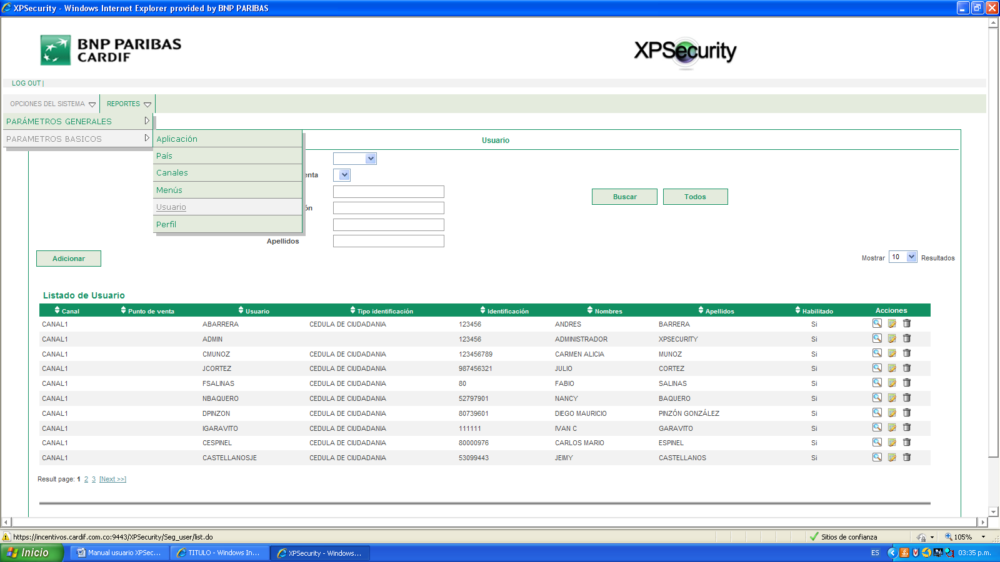 XPSecurity - Windows Internet Explorer provided by BNP PARIBAS
BNP PARIBAS
CARDIF
XPSecurity
LOG OUT |
OPCIONES DEL SISTEMA REPORTES
PARÁMETROS GENERALES
PARAMETROS BASICOS
Aplicación
País
Canales
Menús
Usuario
Perfil
Usuario
enta
ón
Apellidos
Buscar Todos
Adicionar
Mostrar 10 Resultados
Listado de Usuario
Canal Punto de venta Usuario Tipo identificación Identificación Nombres Apellidos Habilitado Acciones
CANAL1 ABARRERA CEDULA DE CIUDADANIA 123456 ANDRES BARRERA Si
CANAL1 ADMIN 123456 ADMINISTRADOR XPSECURITY Si
CANAL1 CMUNOZ CEDULA DE CIUDADANIA 123456789 CARMEN ALICIA MUNOZ Si
CANAL1 JCORTEZ CEDULA DE CIUDADANIA 987456321 JULIO CORTEZ Si
CANAL1 FSALINAS CEDULA DE CIUDADANIA 80 FABIO SALINAS Si
CANAL1 NBAQUERO CEDULA DE CIUDADANIA 52797901 NANCY BAQUERO Si
CANAL1 DPINZON CEDULA DE CIUDADANIA 80739601 DIEGO MAURICIO PINZÓN GONZÁLEZ Si
CANAL1 IGARAVITO CEDULA DE CIUDADANIA 111111 IVAN C GARAVITO Si
CANAL1 CESPINEL CEDULA DE CIUDADANIA 80000976 CARLOS MARIO ESPINEL Si
CANAL1 CASTELLANOSJE CEDULA DE CIUDADANIA 53099443 JEIMY CASTELLANOS Si
Result page: 1 2 3 [Next >>]
https://incentivos.cardif.com.co:9443/XPSecurity/Seg_user/list.do Sitios de confianza 105%
Inicio Manual usuario XPSec... TITULO - Windows In... XPSecurity - Windows... ES 03:35 p.m.